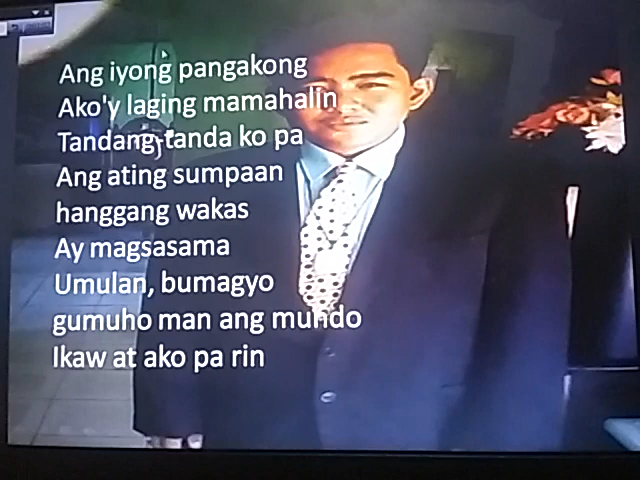 Ang iyong pangakong
Ako'y laging mamahalin
Tandang-tanda ko pa
Ang ating sumpaan
hanggang wakas
Ay magsasama
Umulan, bumagyo
gumuho man ang mundo
Ikaw at ako pa rin